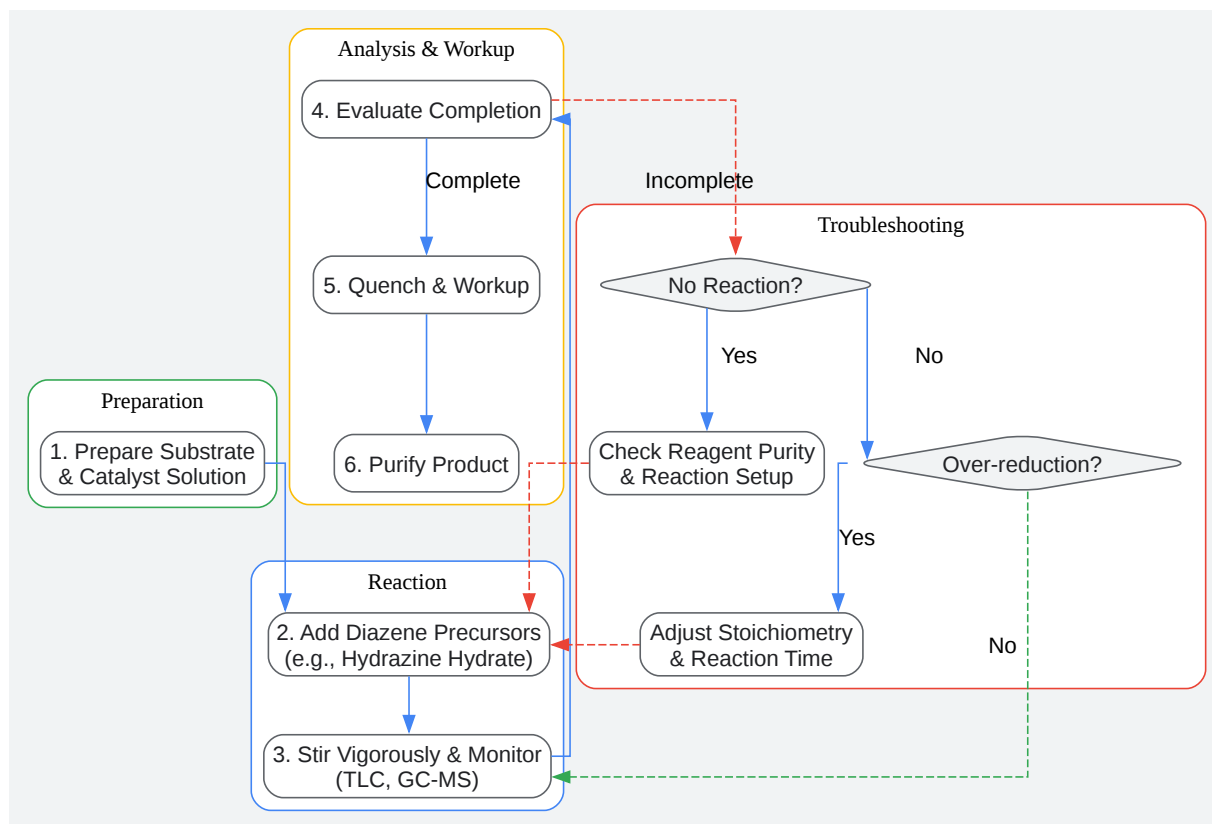 Analysis & Workup
4. Evaluate Completion
Complete
Incomplete
5. Quench & Workup
6. Purify Product
Troubleshooting
No Reaction?
Yes
No
Check Reagent Purity
& Reaction Setup
Over-reduction?
Yes
Adjust Stoichiometry
& Reaction Time
No
Preparation
1. Prepare Substrate
& Catalyst Solution
Reaction
2. Add Diazene Precursors
(e.g., Hydrazine Hydrate)
3. Stir Vigorously & Monitor
(TLC, GC-MS)